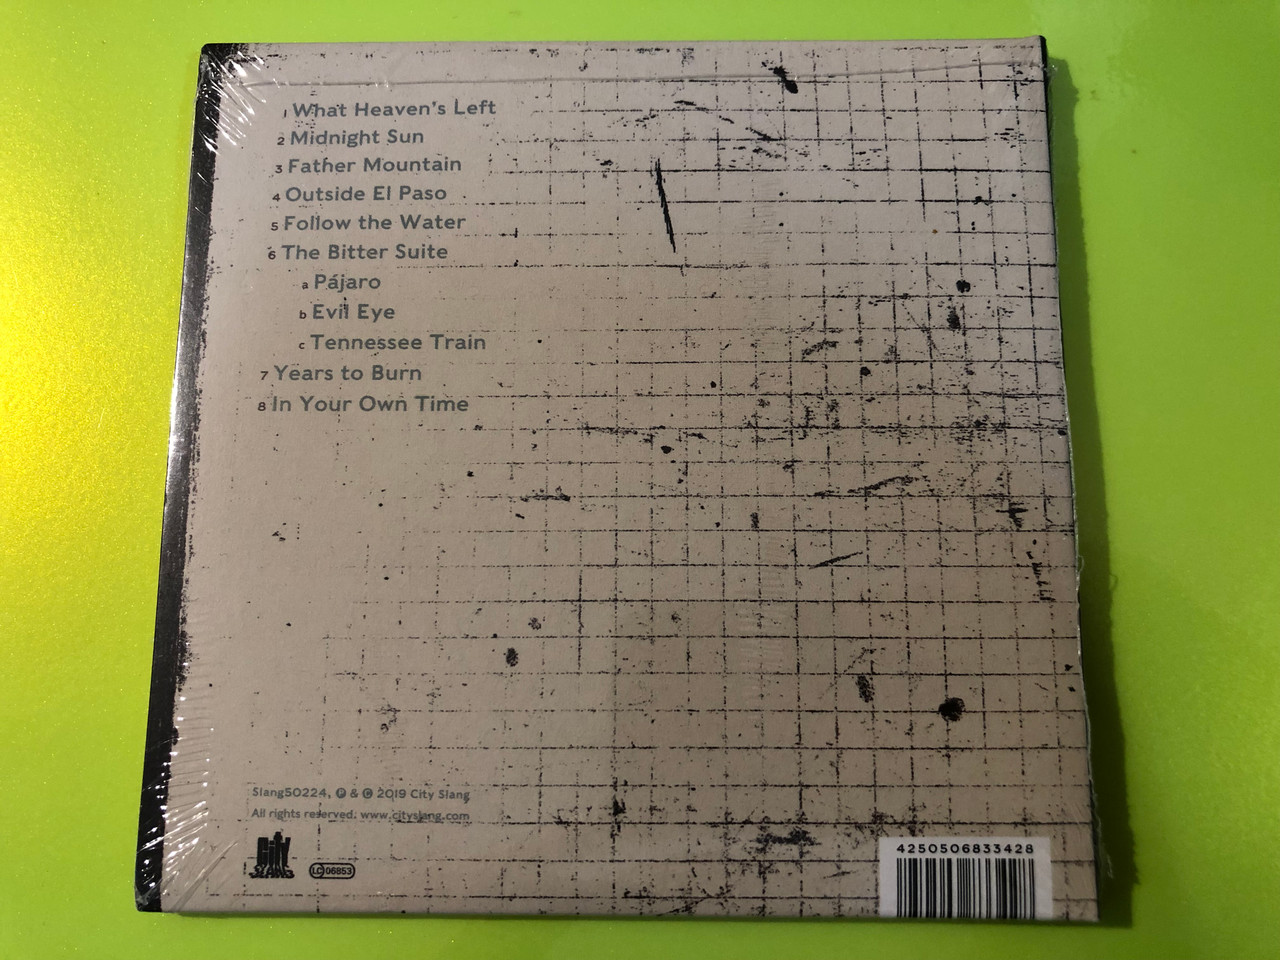 1 What Heaven's Left
2 Midnight Sun
3 Father Mountain
4 Outside El Paso
5 Follow the Water
6 The Bitter Suite
a Pájaro
b Evil Eye
c Tennessee Train
7 Years to Burn
8 In Your Own Time
Slang50224, ℗ & © 2019 City Slang
All rights reserved. www.cityslang.com
City
SLANG
LC 06853
4250506833428